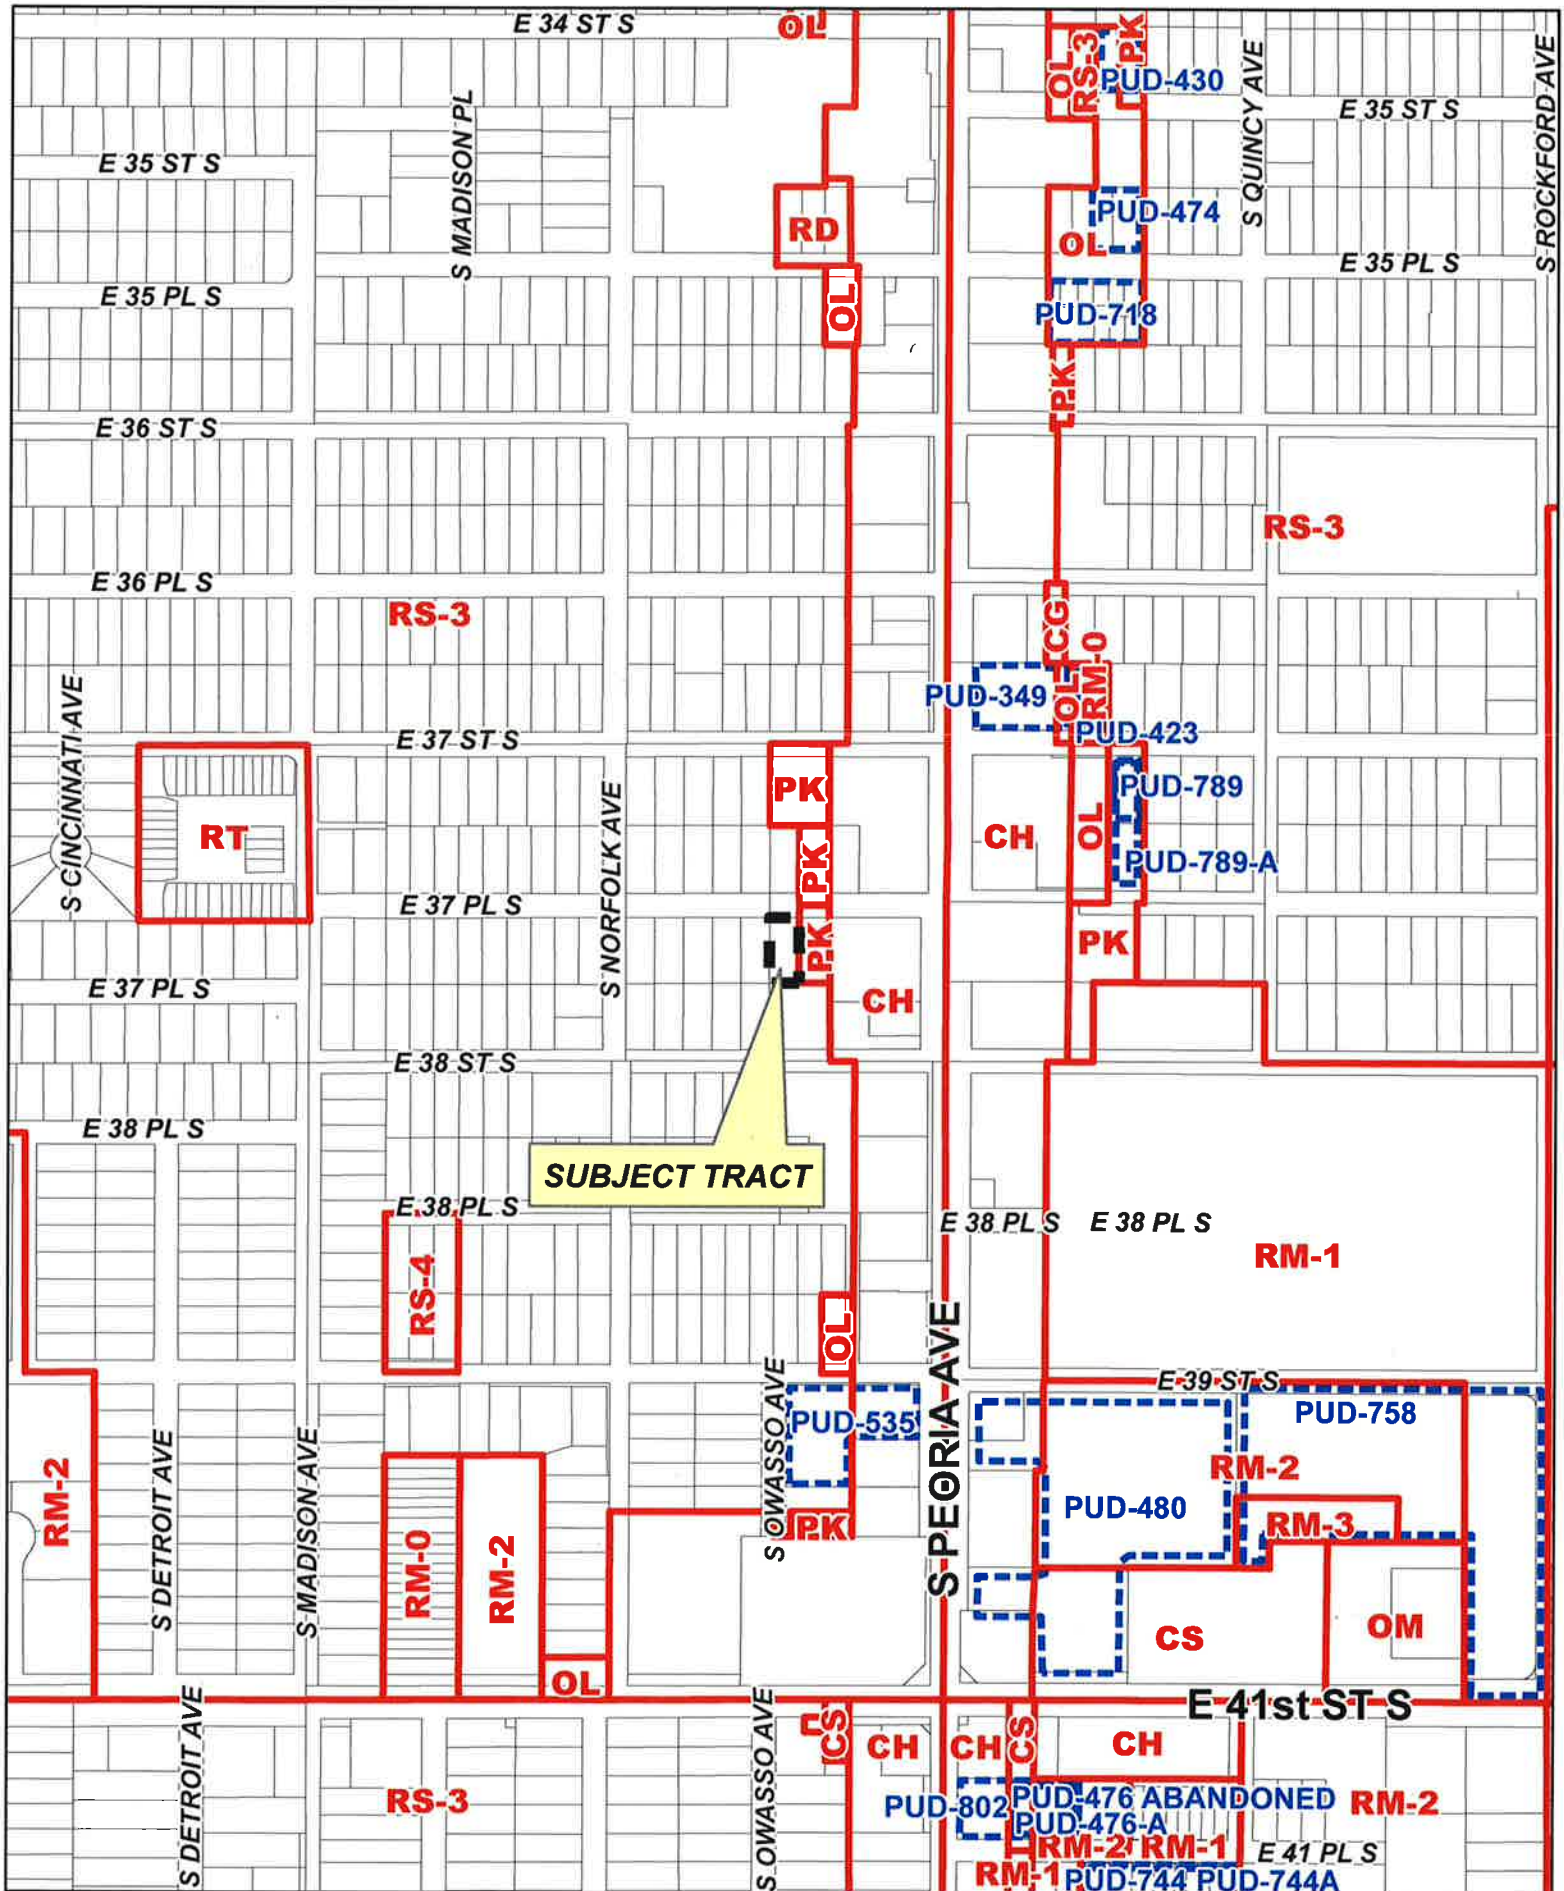 E 34 ST S
OL
OL
RS-3
PK
PUD-430
S QUINCY AVE
E 35 ST S
S ROCKFORD AVE
E 35 ST S
S MADISON PL
RD
PUD-474
OL
E 35 PL S
E 35 PL S
OL
PUD-718
PK
E 36 ST S
RS-3
E 36 PL S
RS-3
CG
RM-0
OL
PUD-349
PUD-423
S CINCINNATI AVE
E 37 ST S
PK
PUD-789
RT
S NORFOLK AVE
PK
CH
OL
PUD-789-A
E 37 PL S
PK
PK
E 37 PL S
CH
E 38 ST S
E 38 PL S
SUBJECT TRACT
E 38 PL S
E 38 PL S
E 38 PL S
RM-1
RS-4
OL
S PEORIA AVE
E 39 ST S
S OWASSO AVE
PUD-535
PUD-758
RM-2
RM-2
S DETROIT AVE
S MADISON AVE
PUD-480
RM-3
PK
RM-0
RM-2
CS
OM
OL
E 41st ST S
S DETROIT AVE
S OWASSO AVE
CS
CH
CH
CS
CH
RS-3
PUD-802
PUD-476 ABANDONED
RM-2
PUD-476-A
RM-2
RM-1
E 41 PL S
RM-1
PUD-744
PUD-744A